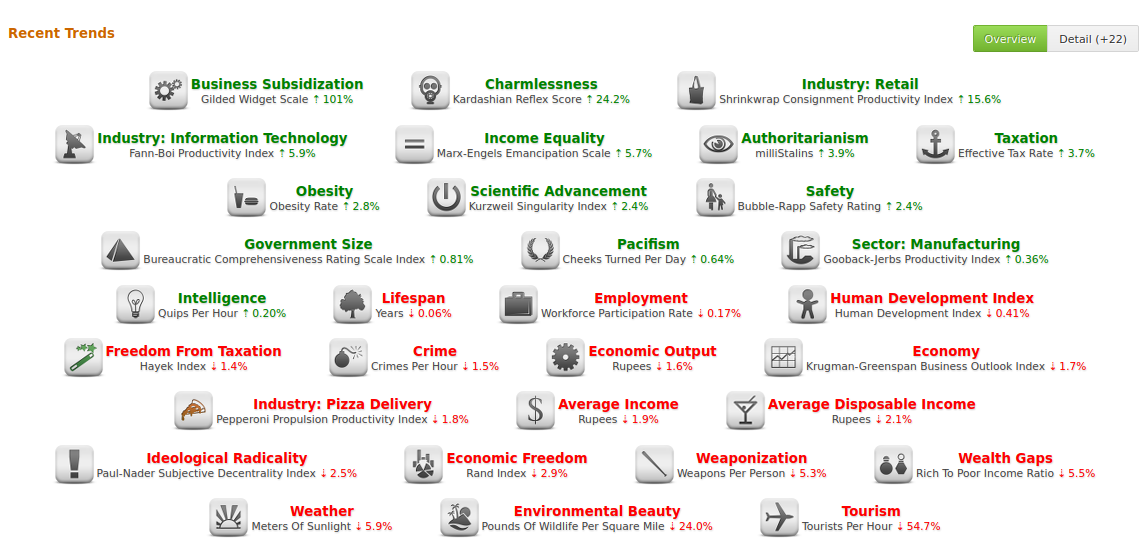 Recent Trends
Overview Detail (+22)
Business Subsidization Charmlessness Industry: Retail
Gilded Widget Scale ↑ 101% Kardashian Reflex Score ↑ 24.2% Shrinkwrap Consignment Productivity Index ↑ 15.6%
Industry: Information Technology Income Equality Authoritarianism Taxation
Fann-Boi Productivity Index ↑ 5.9% Marx-Engels Emancipation Scale ↑ 5.7% milliStalins ↑ 3.9% Effective Tax Rate ↑ 3.7%
Obesity Scientific Advancement Safety
Obesity Rate ↑ 2.8% Kurzweil Singularity Index ↑ 2.4% Bubble-Rapp Safety Rating ↑ 2.4%
Government Size Pacifism Sector: Manufacturing
Bureaucratic Comprehensiveness Rating Scale Index ↑ 0.81% Cheeks Turned Per Day ↑ 0.64% Gooback-Jerbs Productivity Index ↑ 0.36%
Intelligence Lifespan Employment Human Development Index
Quips Per Hour ↑ 0.20% Years ↓ 0.06% Workforce Participation Rate ↓ 0.17% Human Development Index ↓ 0.41%
Freedom From Taxation Crime Economic Output Economy
Hayek Index ↓ 1.4% Crimes Per Hour ↓ 1.5% Rupees ↓ 1.6% Krugman-Greenspan Business Outlook Index ↓ 1.7%
Industry: Pizza Delivery Average Income Average Disposable Income
Pepperoni Propulsion Productivity Index ↓ 1.8% Rupees ↓ 1.9% Rupees ↓ 2.1%
Ideological Radicality Economic Freedom Weaponization Wealth Gaps
Paul-Nader Subjective Decentrality Index ↓ 2.5% Rand Index ↓ 2.9% Weapons Per Person ↓ 5.3% Rich To Poor Income Ratio ↓ 5.5%
Weather Environmental Beauty Tourism
Meters Of Sunlight ↓ 5.9% Pounds Of Wildlife Per Square Mile ↓ 24.0% Tourists Per Hour ↓ 54.7%